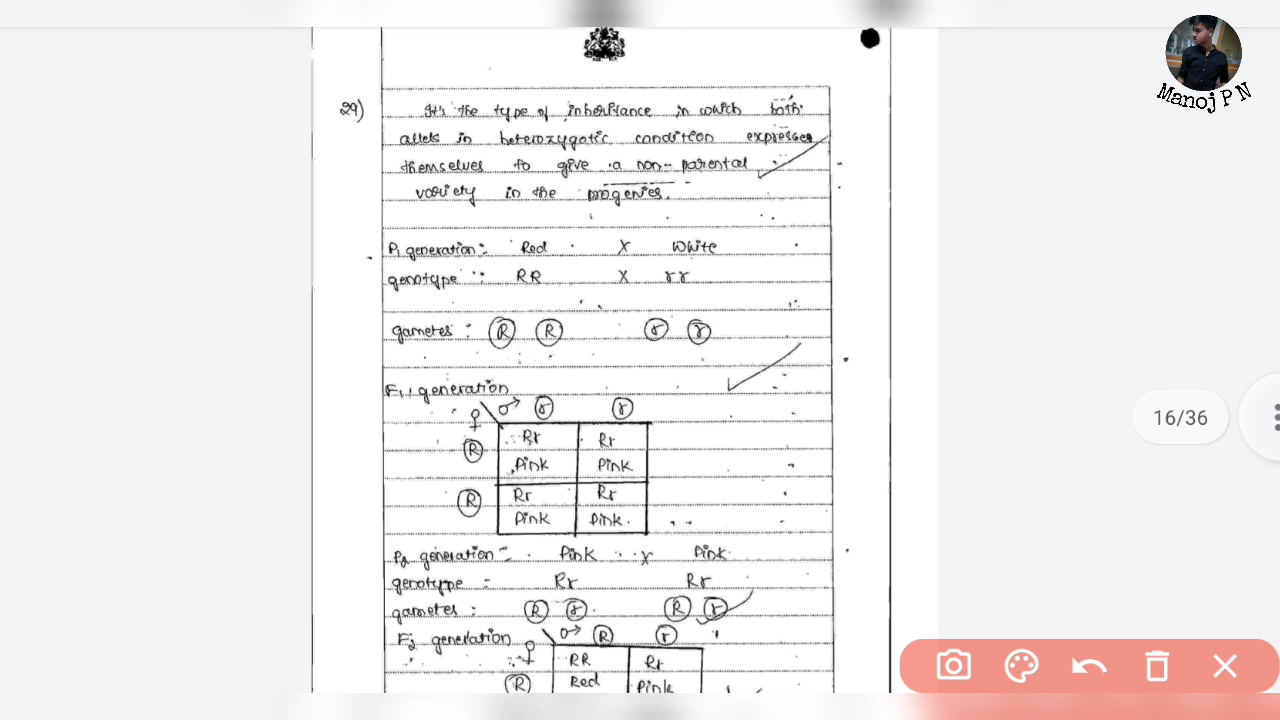 Manoj P N
29) It's the type of inheritance in which both
allels in heterozygotic condition expresses
themselves to give a non-parental
variety in the progenies.
P₁ generation:- Red X White
genotype :- RR X rr
gametes : R R r r
F₁ generation
♂ r r
♀
R Rr Rr
Pink Pink
R Rr Rr
Pink Pink.
P₂ generation :- Pink X Pink
genotype :- Rr Rr
gametes : R r R r
F₂ generation ♂ R r
♀ RR Rr
R Red Pink
16/36